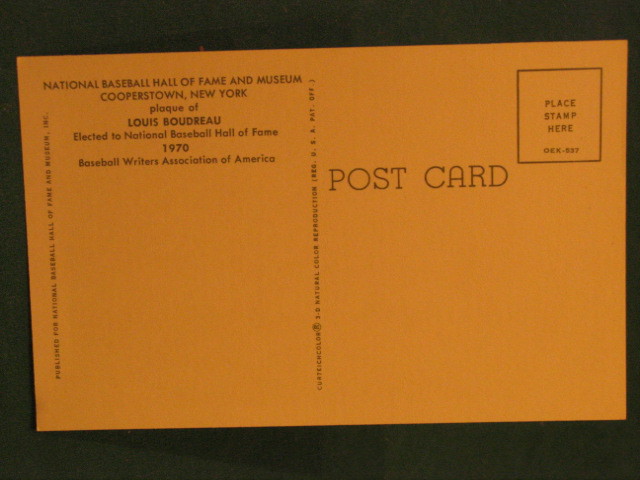 NATIONAL BASEBALL HALL OF FAME AND MUSEUM
COOPERSTOWN, NEW YORK
plaque of
LOUIS BOUDREAU
Elected to National Baseball Hall of Fame
1970
Baseball Writers Association of America
PUBLISHED FOR NATIONAL BASEBALL HALL OF FAME AND MUSEUM, INC.
CURTEICHCOLOR® 3-D NATURAL COLOR REPRODUCTION (REG. U. S. A. PAT. OFF.)
POST CARD
PLACE
STAMP
HERE
OEK-537